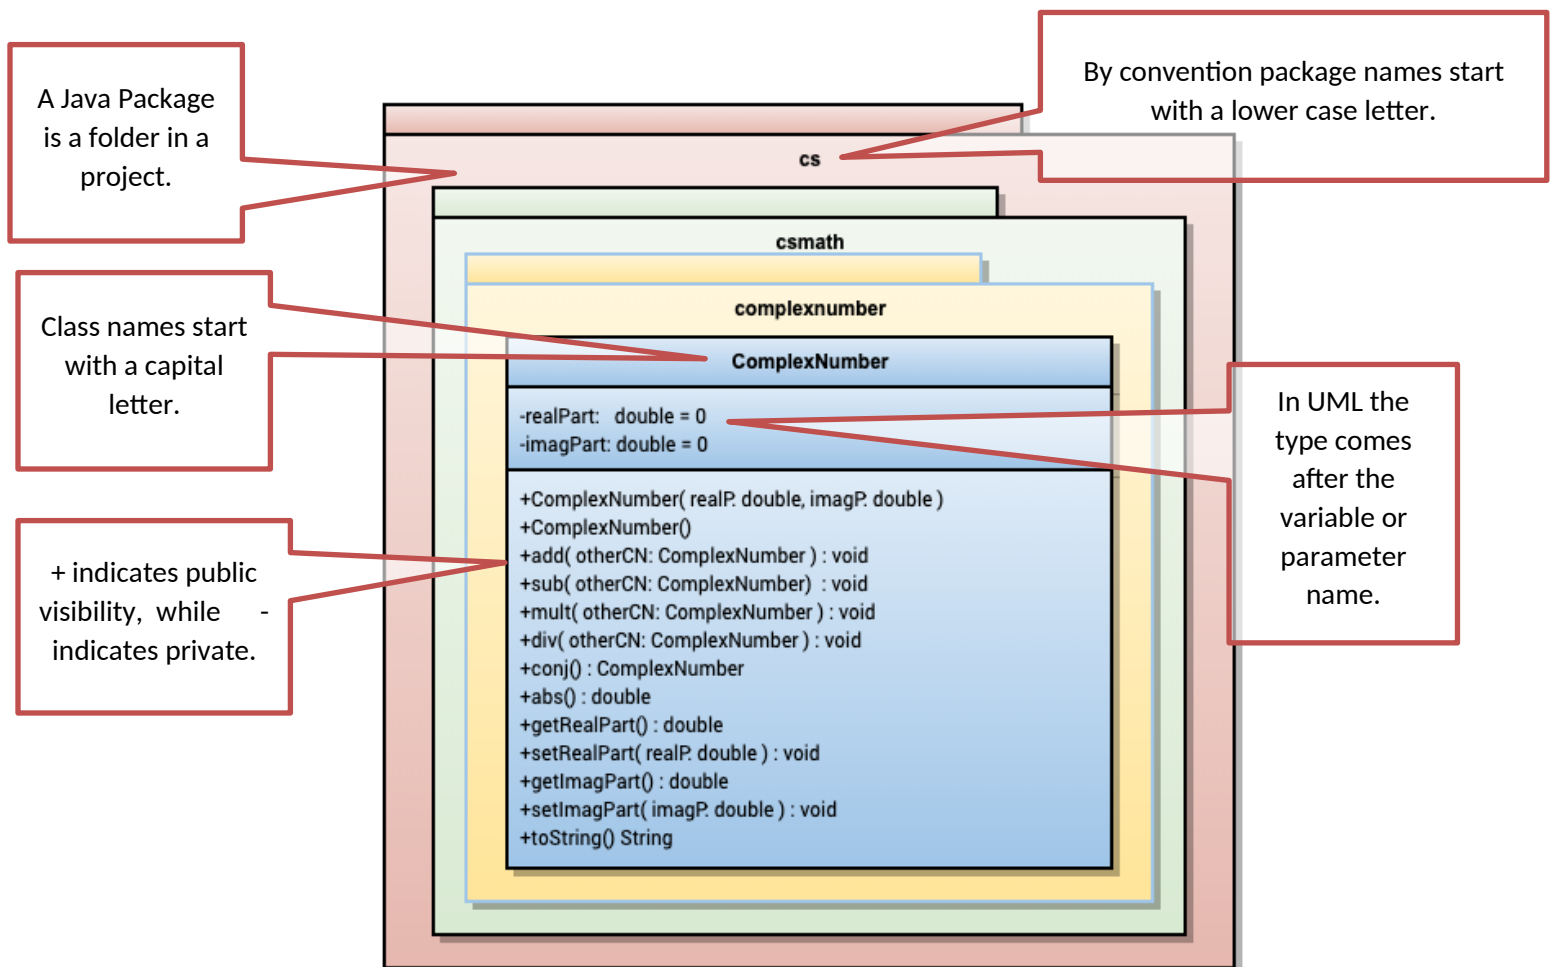 A Java Package
is a folder in a
project.
By convention package names start
with a lower case letter.
cs
csmath
complexnumber
Class names start
with a capital
letter.
ComplexNumber
-realPart:   double = 0
-imagPart: double = 0
In UML the
type comes
after the
variable or
parameter
name.
+ indicates public
visibility,  while      -
indicates private.
+ComplexNumber( realP: double, imagP: double )
+ComplexNumber()
+add( otherCN: ComplexNumber ) : void
+sub( otherCN: ComplexNumber)  : void
+mult( otherCN: ComplexNumber ) : void
+div( otherCN: ComplexNumber ) : void
+conj() : ComplexNumber
+abs() : double
+getRealPart() : double
+setRealPart( realP: double ) : void
+getImagPart() : double
+setImagPart( imagP: double ) : void
+toString() String